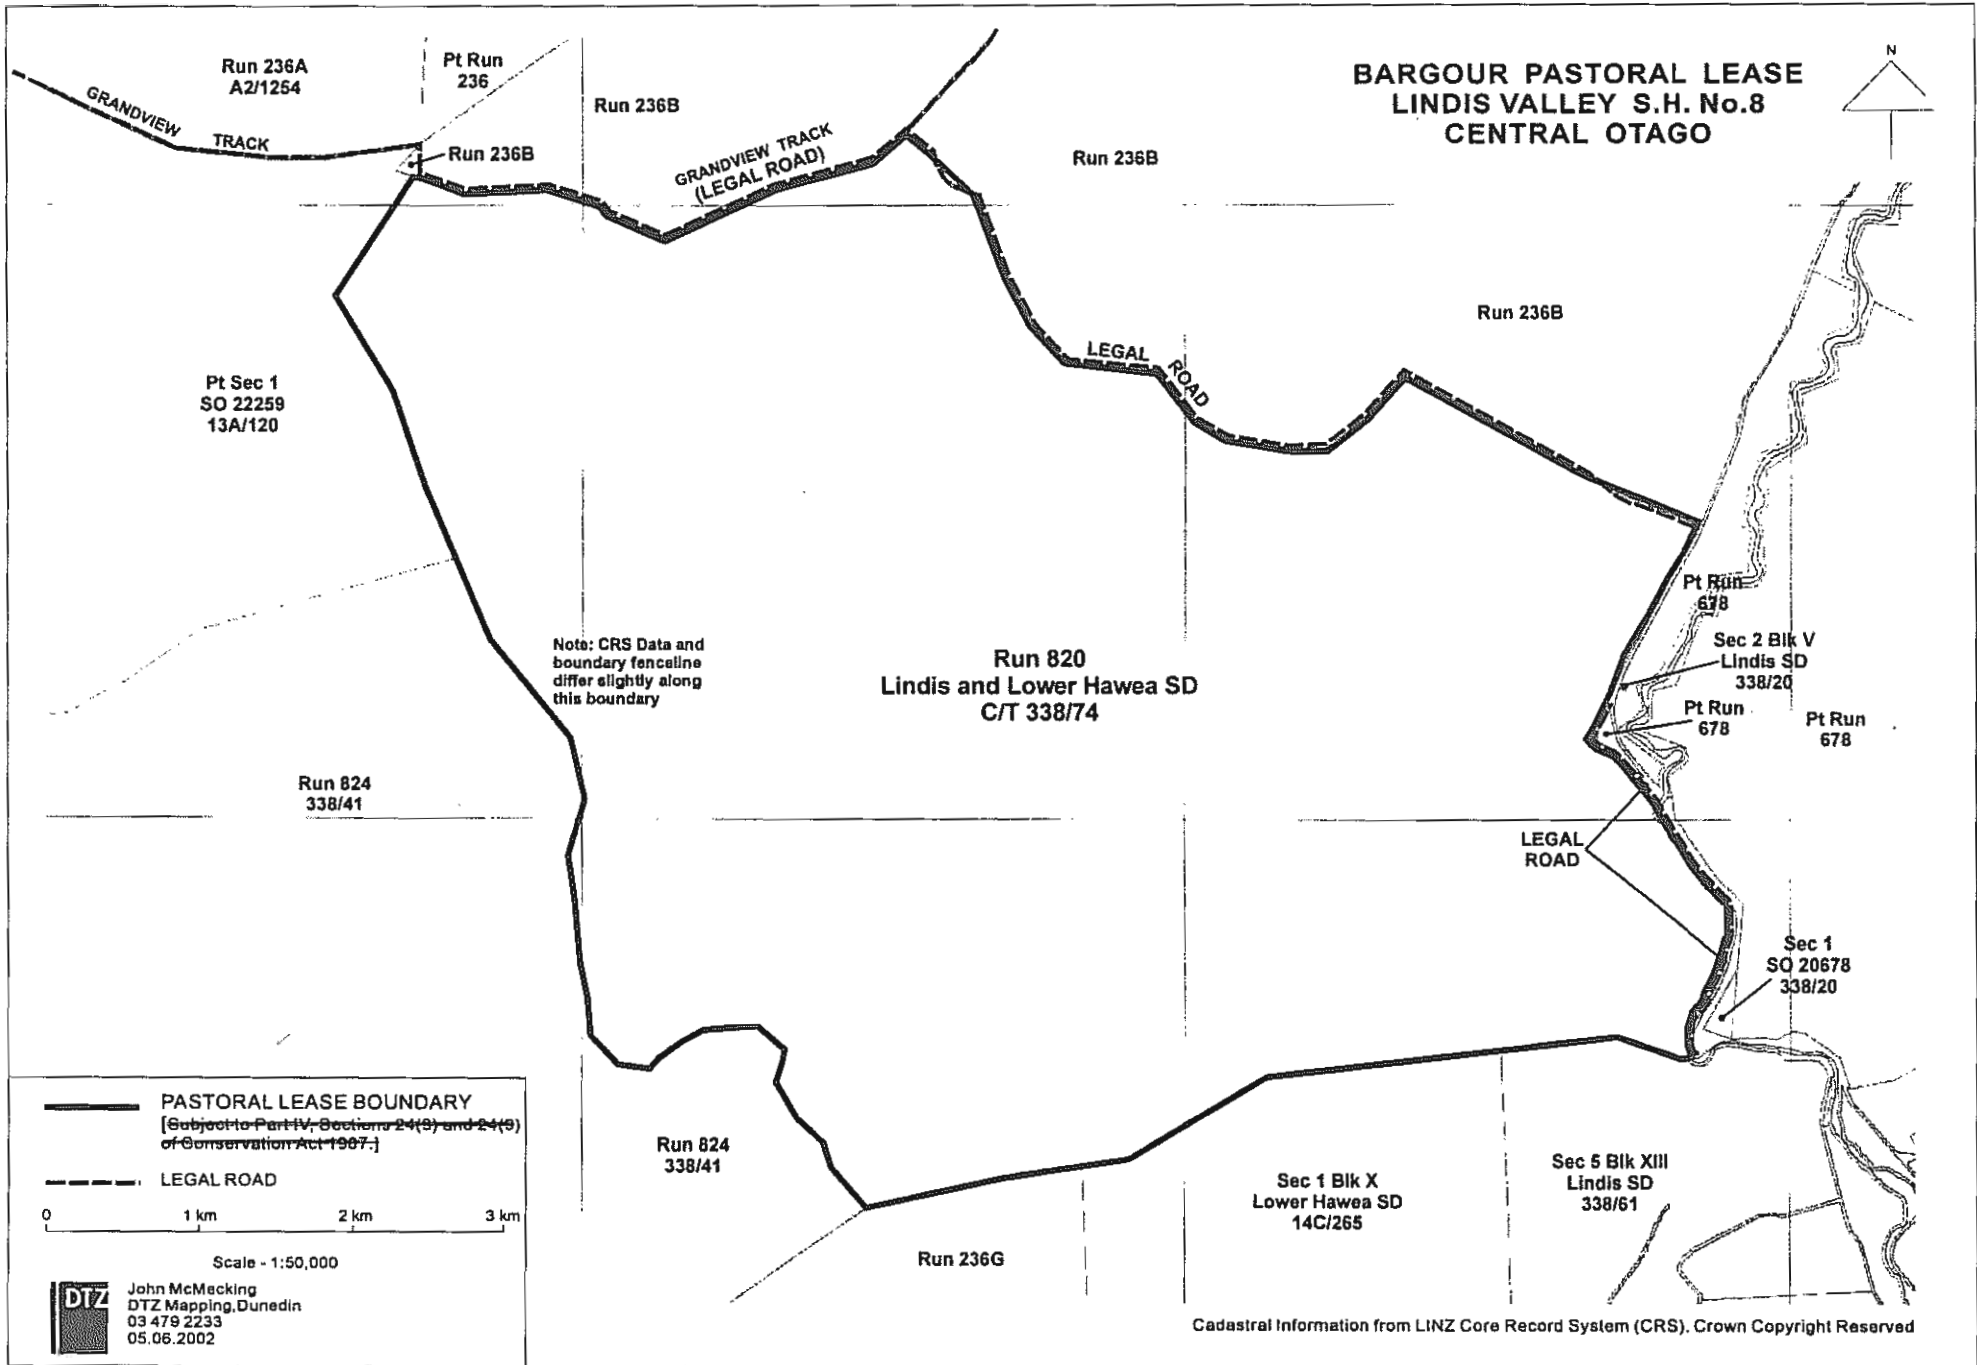 BARGOUR PASTORAL LEASE
LINDIS VALLEY S.H. No.8
CENTRAL OTAGO
N
Run 236A
A2/1254
Pt Run
236
Run 236B
GRANDVIEW TRACK
Run 236B
GRANDVIEW TRACK
(LEGAL ROAD)
Run 236B
Run 236B
LEGAL ROAD
Pt Sec 1
SO 22259
13A/120
Note: CRS Data and
boundary fenceline
differ slightly along
this boundary
Run 820
Lindis and Lower Hawea SD
C/T 338/74
Pt Run
678
Sec 2 Blk V
Lindis SD
338/20
Pt Run
678
Pt Run
678
Run 824
338/41
LEGAL
ROAD
Sec 1
SO 20678
338/20
Run 824
338/41
Sec 1 Blk X
Lower Hawea SD
14C/265
Sec 5 Blk XIII
Lindis SD
338/61
Run 236G
PASTORAL LEASE BOUNDARY
[Subject to Part IV, Sections 24(3) and 24(9)
of Conservation Act 1987.]
LEGAL ROAD
0 1 km 2 km 3 km
Scale - 1:50,000
DTZ
John McMecking
DTZ Mapping,Dunedin
03 479 2233
05.06.2002
Cadastral Information from LINZ Core Record System (CRS). Crown Copyright Reserved